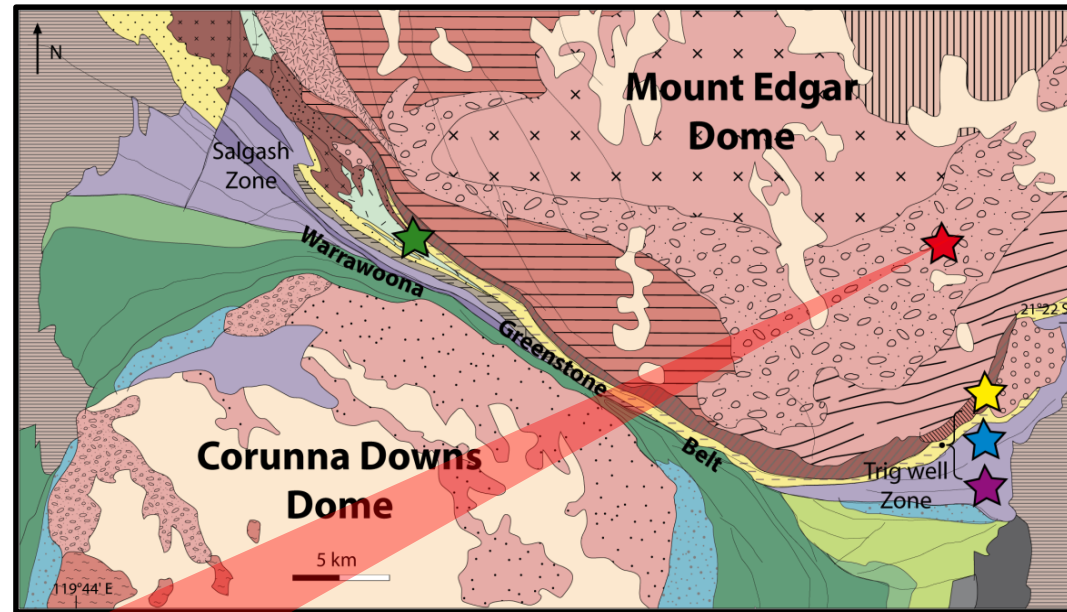 N
Mount Edgar
Dome
Salgash
Zone
Warrawoona
Greenstone
Belt
21°22 S
Corunna Downs
Dome
Trig well
Zone
5 km
119°44' E